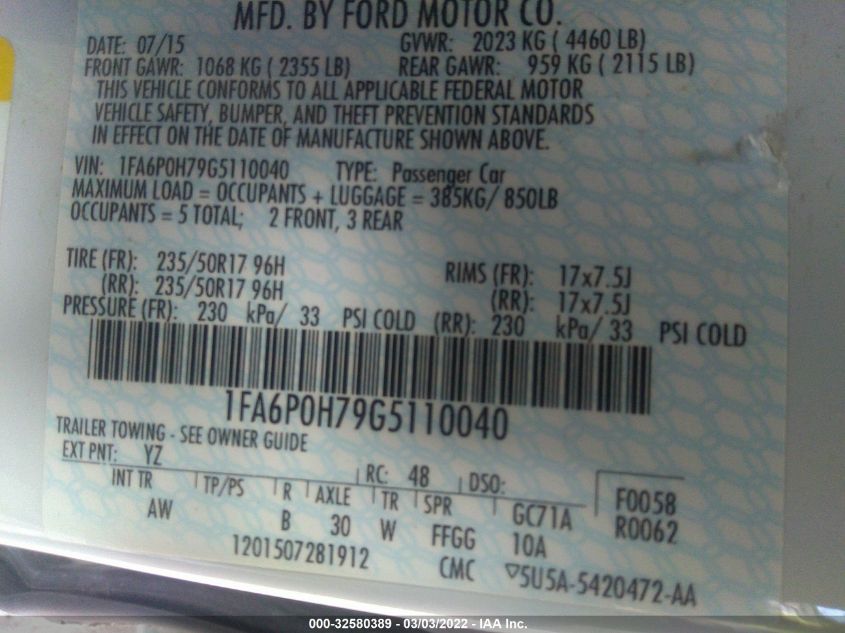 MFD. BY FORD MOTOR CO.
DATE: 07/15 GVWR: 2023 KG ( 4460 LB)
FRONT GAWR: 1068 KG ( 2355 LB) REAR GAWR: 959 KG ( 2115 LB)
THIS VEHICLE CONFORMS TO ALL APPLICABLE FEDERAL MOTOR
VEHICLE SAFETY, BUMPER, AND THEFT PREVENTION STANDARDS
IN EFFECT ON THE DATE OF MANUFACTURE SHOWN ABOVE.
VIN: 1FA6P0H79G5110040 TYPE: Passenger Car
MAXIMUM LOAD = OCCUPANTS + LUGGAGE = 385KG/ 850LB
OCCUPANTS = 5 TOTAL; 2 FRONT, 3 REAR
TIRE (FR): 235/50R17 96H RIMS (FR): 17x7.5J
(RR): 235/50R17 96H (RR): 17x7.5J
PRESSURE (FR): 230 kPa/ 33 PSI COLD (RR): 230 kPa/ 33 PSI COLD
1FA6P0H79G5110040
TRAILER TOWING - SEE OWNER GUIDE
EXT PNT: YZ RC: 48 DSO:
INT TR TP/PS R AXLE TR SPR GC71A F0058
AW B 30 W FFGG 10A R0062
1201507281912 CMC ▽5U5A-5420472-AA
000-32580389 - 03/03/2022 - IAA Inc.